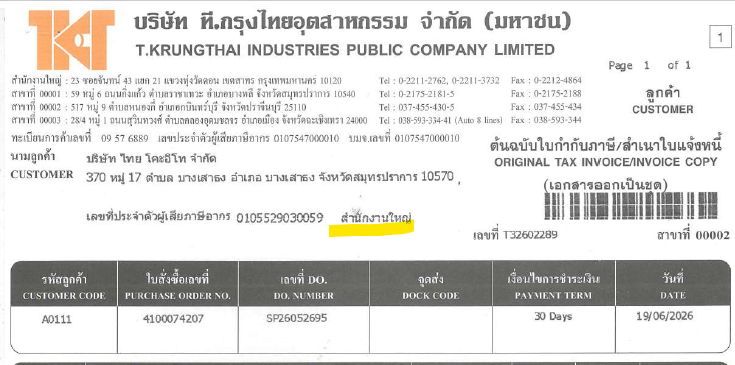 TKT
บริษัท ที.กรุงไทยอุตสาหกรรม จำกัด (มหาชน)
T.KRUNGTHAI INDUSTRIES PUBLIC COMPANY LIMITED
1
Page 1 of 1
สำนักงานใหญ่ : 23 ซอยจันทน์ 43 แยก 21 แขวงทุ่งวัดดอน เขตสาทร กรุงเทพมหานคร 10120 Tel : 0-2211-2762, 0-2211-3732 Fax : 0-2212-4864
สาขาที่ 00001 : 59 หมู่ 6 ถนนกิ่งแก้ว ตำบลราชาเทวะ อำเภอบางพลี จังหวัดสมุทรปราการ 10540 Tel : 0-2175-2181-5 Fax : 0-2175-2188
สาขาที่ 00002 : 517 หมู่ 9 ตำบลหนองกี่ อำเภอกบินทร์บุรี จังหวัดปราจีนบุรี 25110 Tel : 037-455-430-5 Fax : 037-455-434
สาขาที่ 00003 : 28/4 หมู่ 1 ถนนสุวินทวงศ์ ตำบลคลองอุดมชลจร อำเภอเมือง จังหวัดฉะเชิงเทรา 24000 Tel : 038-593-334-41 (Auto 8 lines) Fax : 038-593-344
ลูกค้า
CUSTOMER
ทะเบียนการค้าเลขที่ 09 57 6889 เลขประจำตัวผู้เสียภาษีอากร 0107547000010 บมจ.เลขที่ 0107547000010
ต้นฉบับใบกำกับภาษี/สำเนาใบแจ้งหนี้
ORIGINAL TAX INVOICE/INVOICE COPY
(เอกสารออกเป็นชุด)
นามลูกค้า บริษัท ไทย โคะอิโท จำกัด
CUSTOMER 370 หมู่ 17 ตำบล บางเสาธง อำเภอ บางเสาธง จังหวัดสมุทรปราการ 10570 ,
เลขที่ประจำตัวผู้เสียภาษีอากร 0105529030059 สำนักงานใหญ่
เลขที่ T32602289 สาขาที่ 00002
รหัสลูกค้า ใบสั่งซื้อเลขที่ เลขที่ DO. จุดส่ง เงื่อนไขการชำระเงิน วันที่
CUSTOMER CODE PURCHASE ORDER NO. DO. NUMBER DOCK CODE PAYMENT TERM DATE
A0111 4100074207 SP26052695 30 Days 19/06/2026